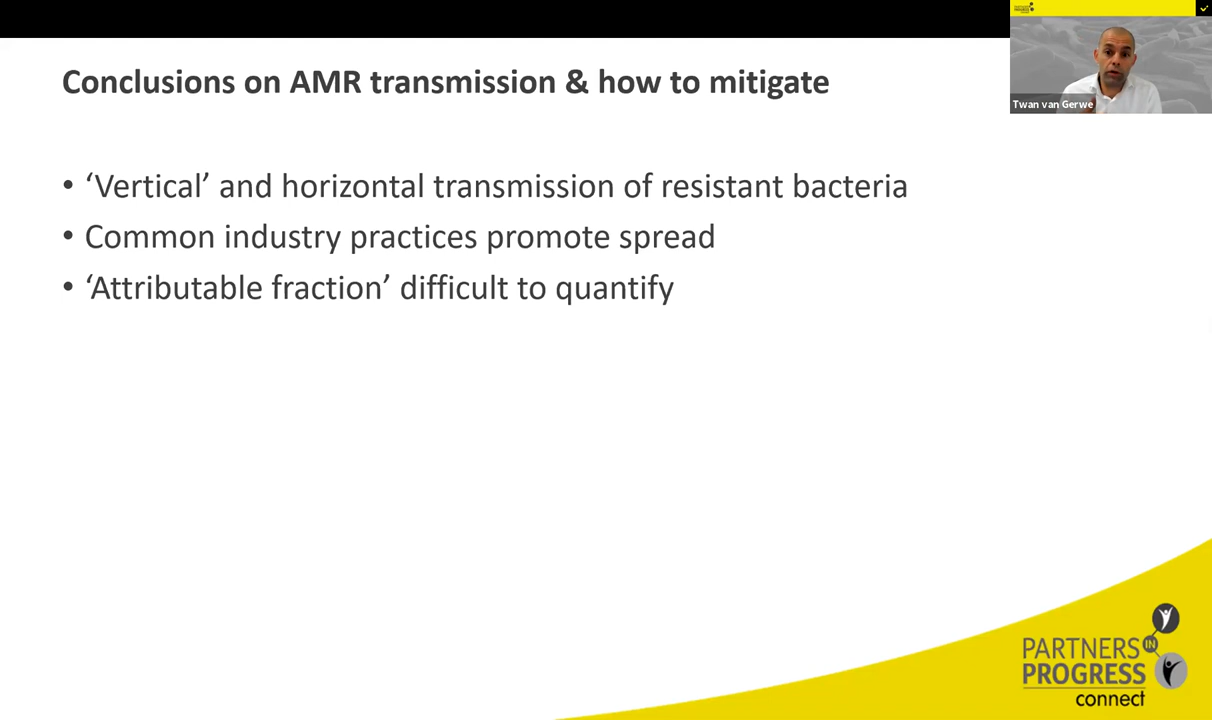 Conclusions on AMR transmission & how to mitigate
Twan van Gerwe
• ‘Vertical’ and horizontal transmission of resistant bacteria
• Common industry practices promote spread
• ‘Attributable fraction’ difficult to quantify
PARTNERS IN
PROGRESS
connect